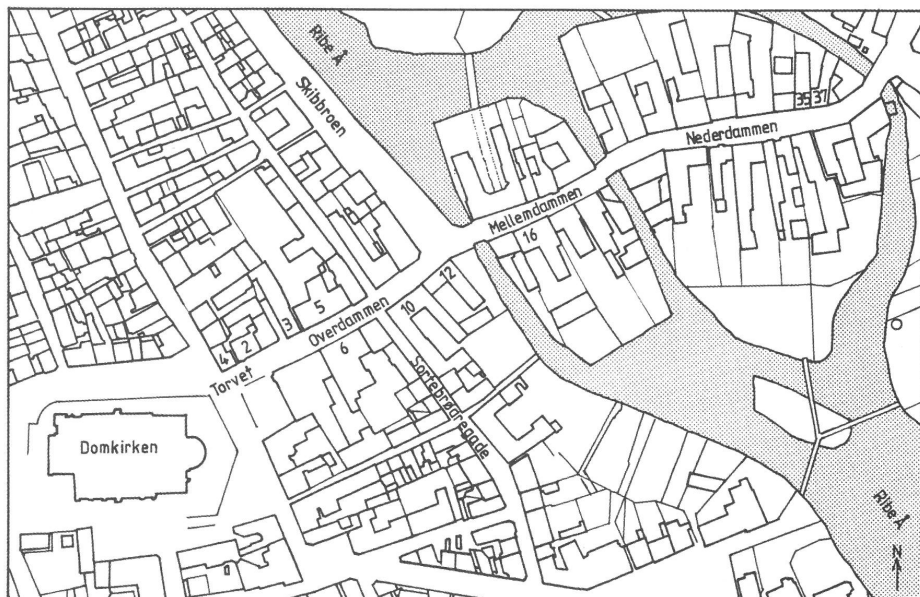 Ribe Å
Skibbroen
35 37
Nederdammen
Mellemdammen
16
12
10
5
Overdammen
3
6
4 2
Torvet
Sortebrødregade
Domkirken
Ribe Å
N